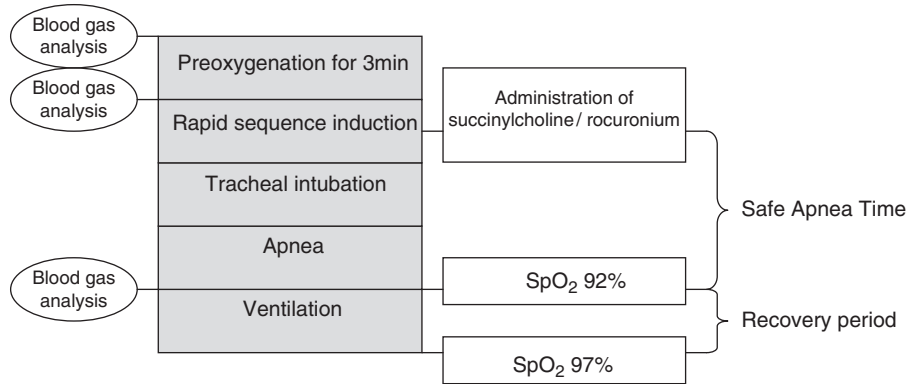 Blood gas
analysis
Preoxygenation for 3min
Blood gas
analysis
Administration of
succinylcholine / rocuronium
Rapid sequence induction
Tracheal intubation
Safe Apnea Time
Apnea
Blood gas
analysis
SpO₂ 92%
Ventilation
Recovery period
SpO₂ 97%